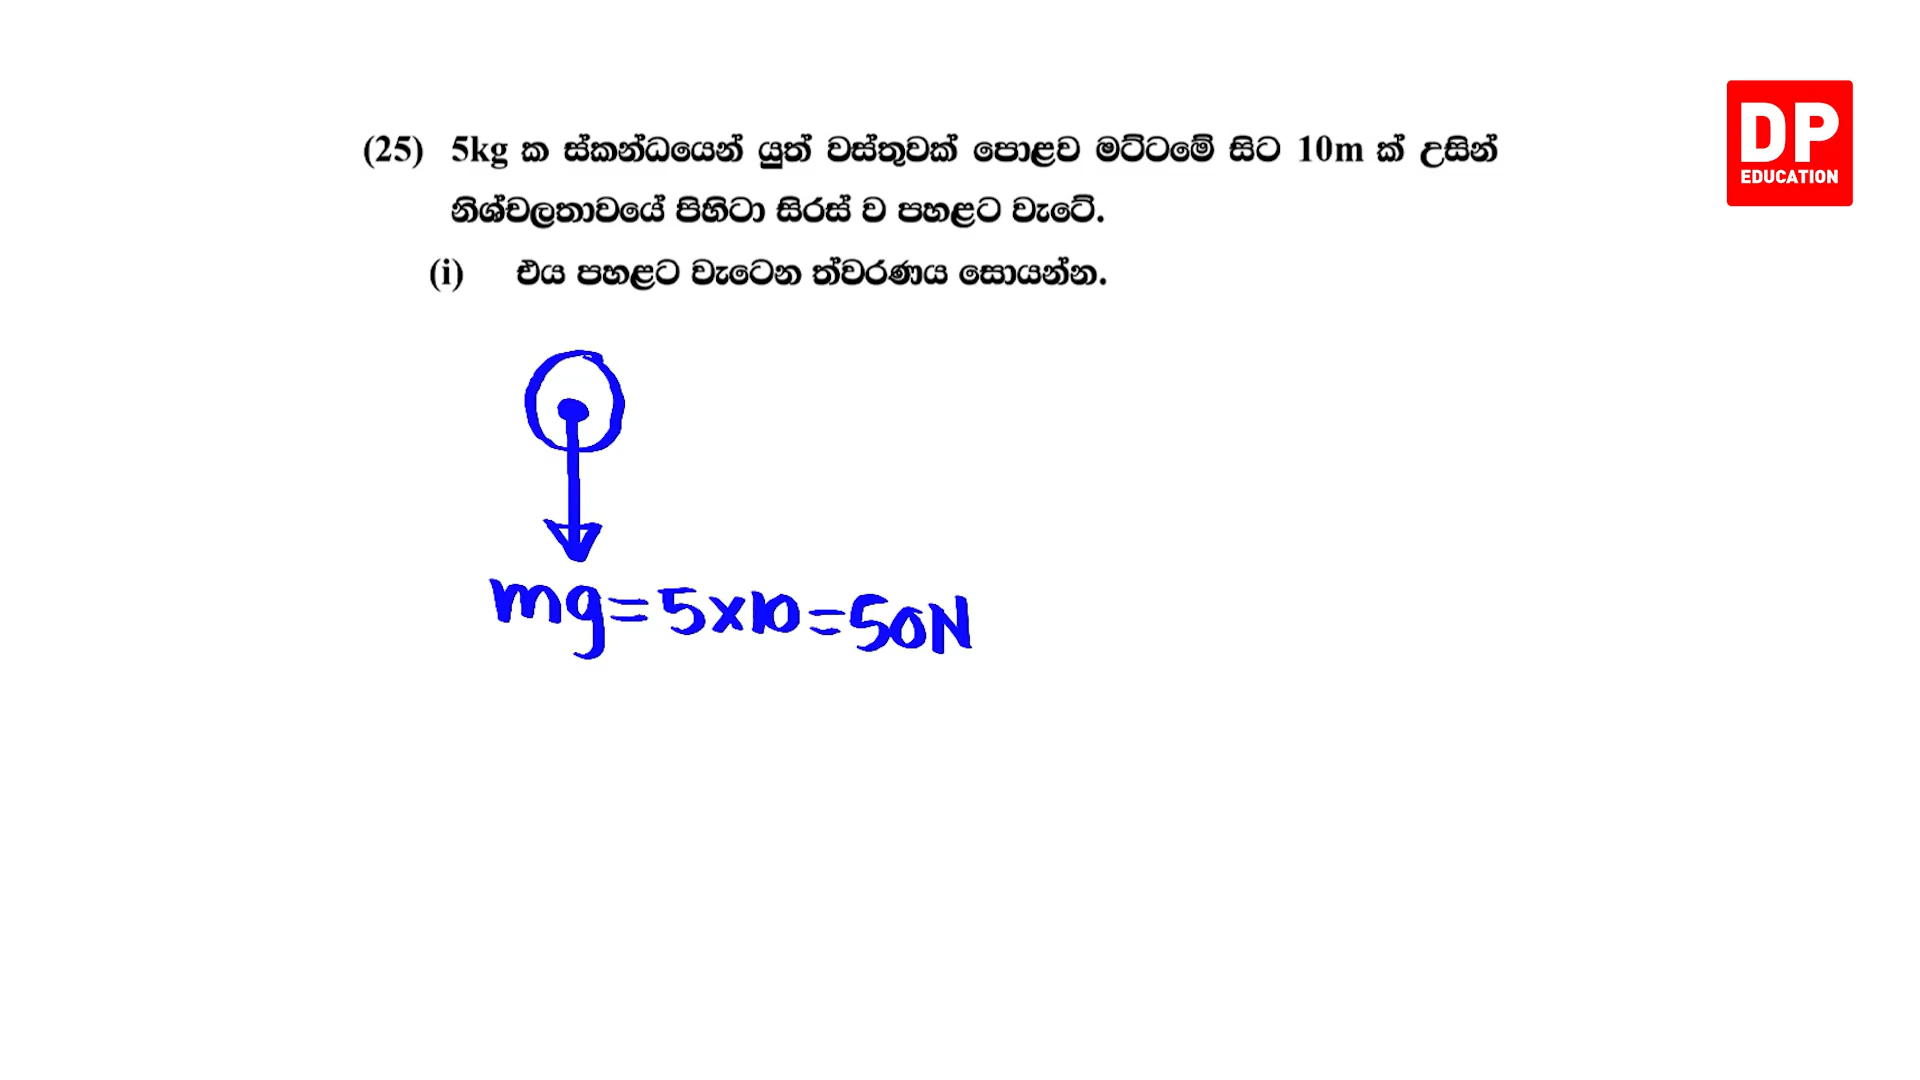 DP
EDUCATION
(25) 5kg ක ස්කන්ධයෙන් යුත් වස්තුවක් පොළව මට්ටමේ සිට 10m ක් උසින්
නිශ්චලතාවයේ පිහිටා සිරස් ව පහළට වැටේ.
(i) එය පහළට වැටෙන ත්වරණය සොයන්න.
mg=5x10=50N